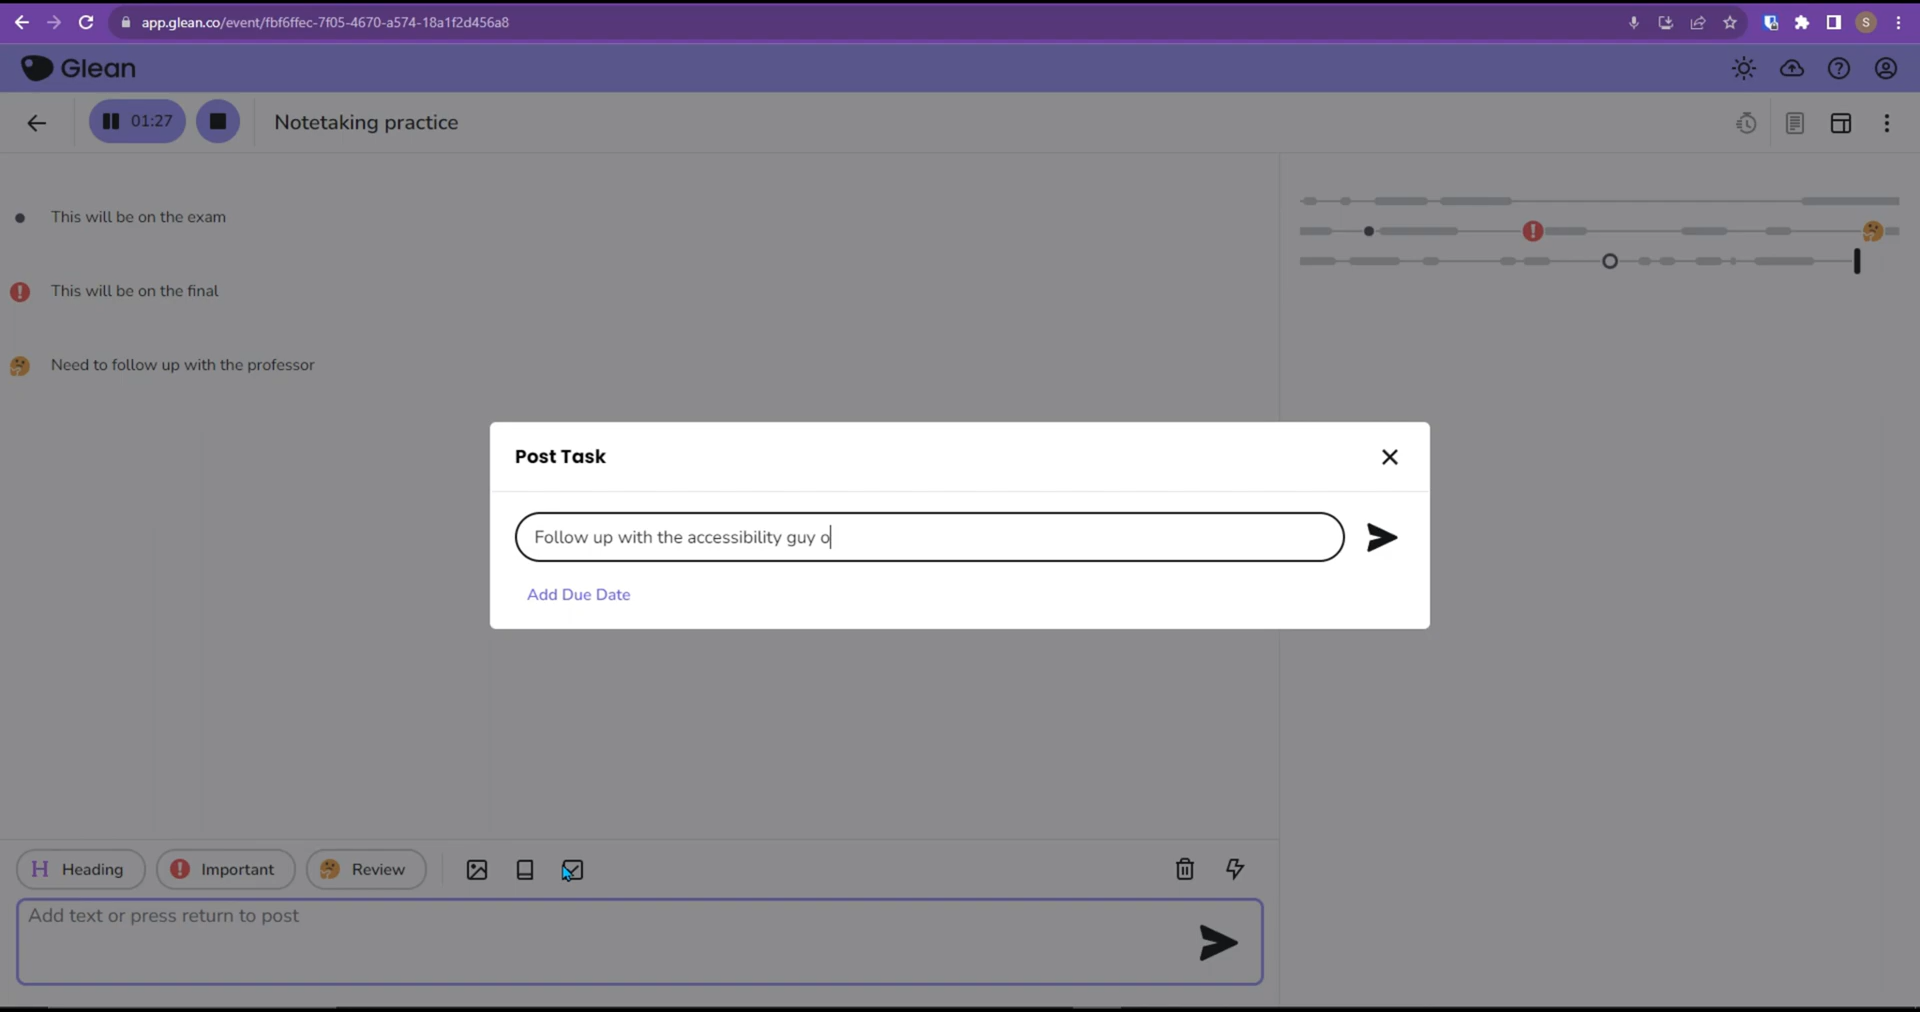 app.glean.co/event/fbf6ffec-7f05-4670-a574-18a1f2d456a8
S
Glean
01:27
Notetaking practice
This will be on the exam
This will be on the final
Need to follow up with the professor
Post Task
Follow up with the accessibility guy o
Add Due Date
H Heading
Important
Review
Add text or press return to post